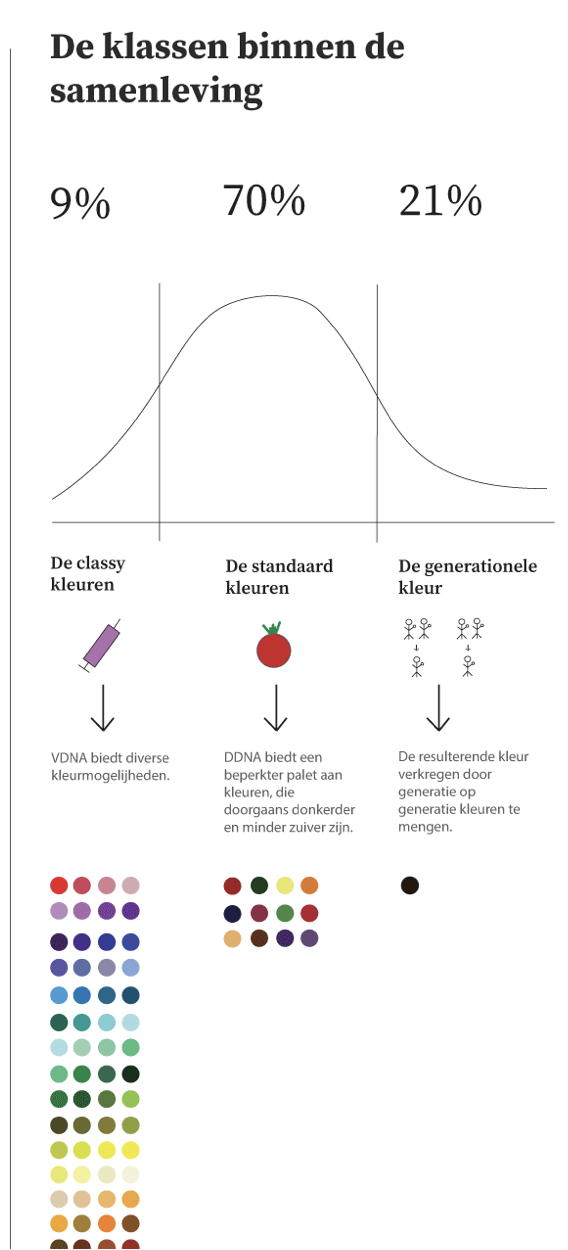 De klassen binnen de
samenleving
9%
70%
21%
De classy
kleuren
De standaard
kleuren
De generationele
kleur
VDNA biedt diverse
kleurmogelijheden.
DDNA biedt een
beperkter palet aan
kleuren, die
doorgaans donkerder
en minder zuiver zijn.
De resulterende kleur
verkregen door
generatie op
generatie kleuren te
mengen.